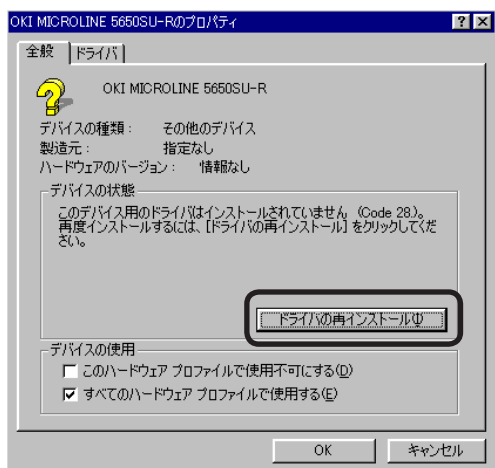 OKI MICROLINE 5650SU-Rのプロパティ
全般 ドライバ
OKI MICROLINE 5650SU-R
デバイスの種類： その他のデバイス
製造元： 指定なし
ハードウェアのバージョン： 情報なし
デバイスの状態
このデバイス用のドライバはインストールされていません (Code 28)。
再度インストールするには、[ドライバの再インストール] をクリックしてくだ
さい。
ドライバの再インストール(I)
デバイスの使用
このハードウェア プロファイルで使用不可にする(D)
すべてのハードウェア プロファイルで使用する(E)
OK キャンセル